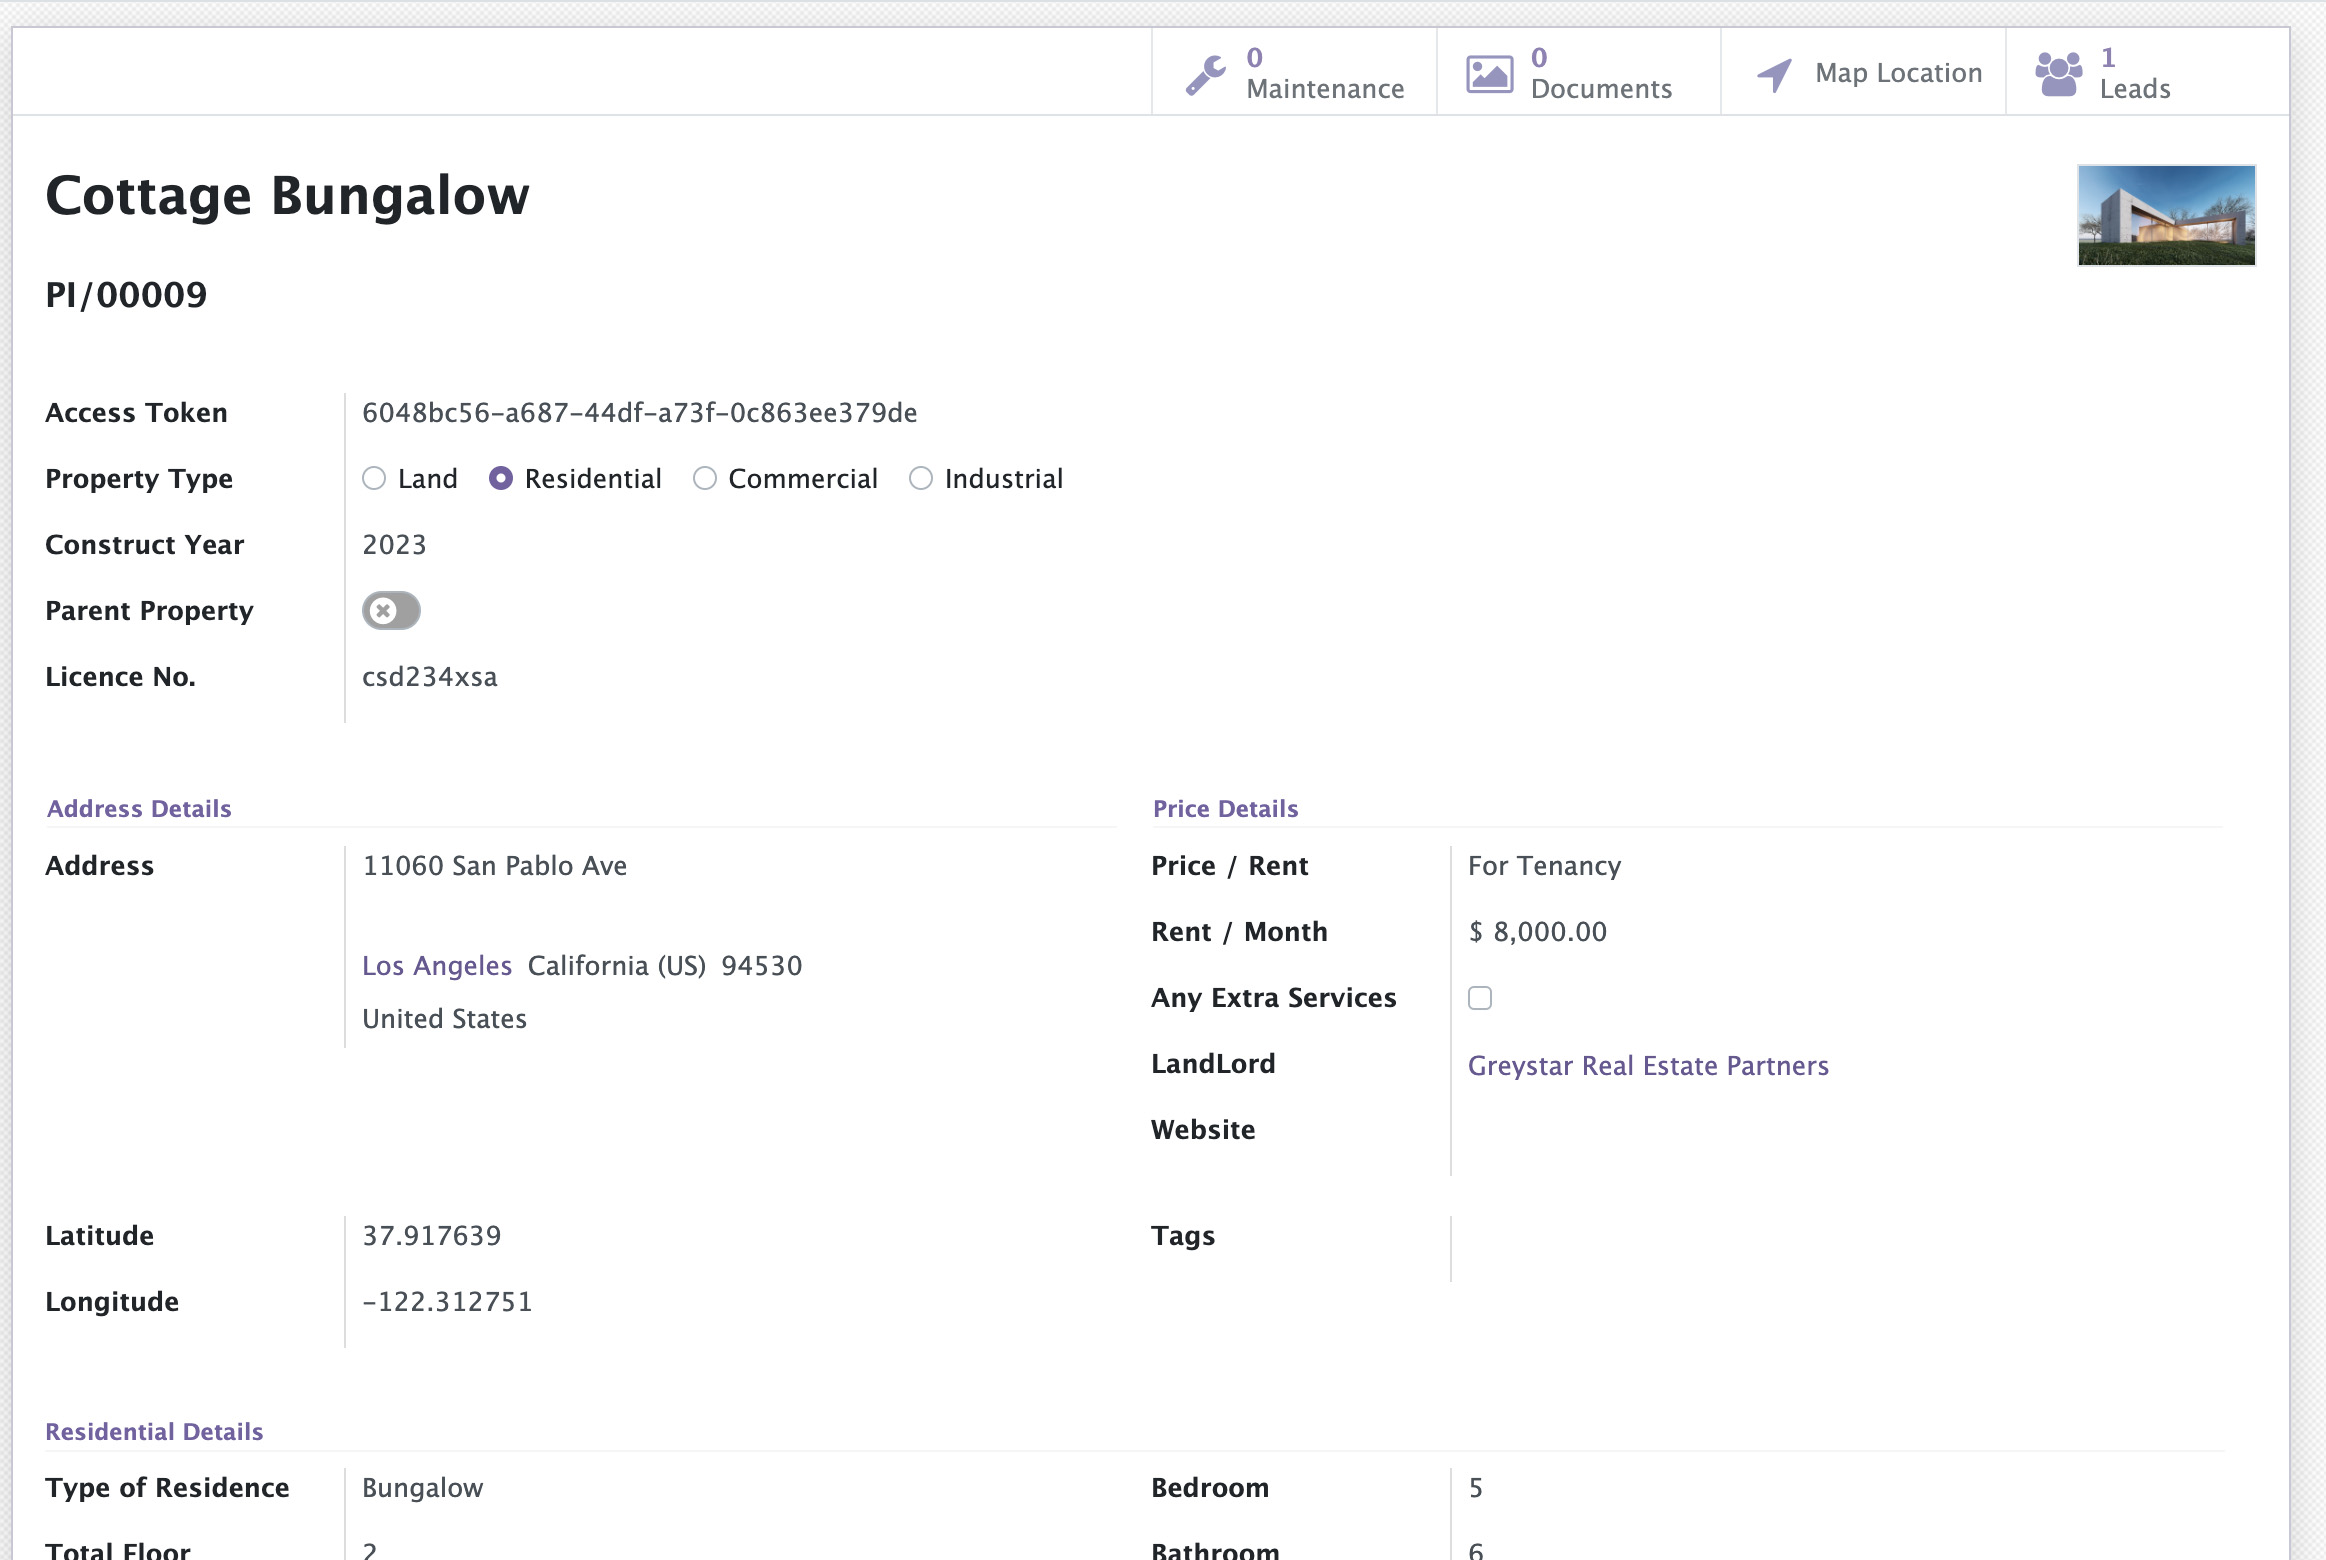 0
Maintenance
0
Documents
Map Location
1
Leads
Cottage Bungalow
PI/00009
Access Token 6048bc56-a687-44df-a73f-0c863ee379de
Property Type Land Residential Commercial Industrial
Construct Year 2023
Parent Property
Licence No. csd234xsa
Address Details
Address 11060 San Pablo Ave
Los Angeles California (US) 94530
United States
Price Details
Price / Rent For Tenancy
Rent / Month $ 8,000.00
Any Extra Services
LandLord Greystar Real Estate Partners
Website
Latitude 37.917639
Longitude -122.312751
Tags
Residential Details
Type of Residence Bungalow
Total Floor 2
Bedroom 5
Bathroom 6